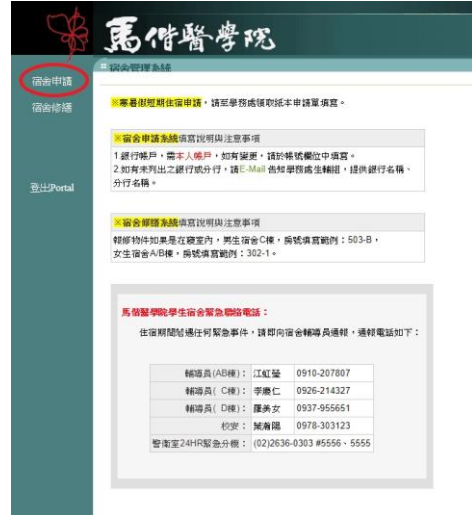 馬偕醫學院
宿舍管理系統
宿舍申請
宿舍修繕
登出Portal
※寒暑假短期住宿申請,請至學務處領取紙本申請單填寫。
※宿舍申請系統填寫說明與注意事項
1.銀行帳戶,需本人帳戶,如有變更,請於帳號欄位中填寫。
2.如有未列出之銀行或分行,請E-Mail 告知學務處生輔組,提供銀行名稱、
分行名稱。
※宿舍修繕系統填寫說明與注意事項
報修物件如果是在寢室內,男生宿舍C棟,房號填寫範例:503-B,
女生宿舍A/B棟,房號填寫範例:302-1。
馬偕醫學院學生宿舍緊急聯絡電話:
住宿期間若遇任何緊急事件,請即向宿舍輔導員通報,通報電話如下:
輔導員(AB棟): 江虹瑩 0910-207807
輔導員( C棟): 李慶仁 0926-214327
輔導員( D棟): 羅美女 0937-955651
校安: 葉瀚陽 0978-303123
警衛室24HR緊急分機: (02)2636-0303 #5556、5555